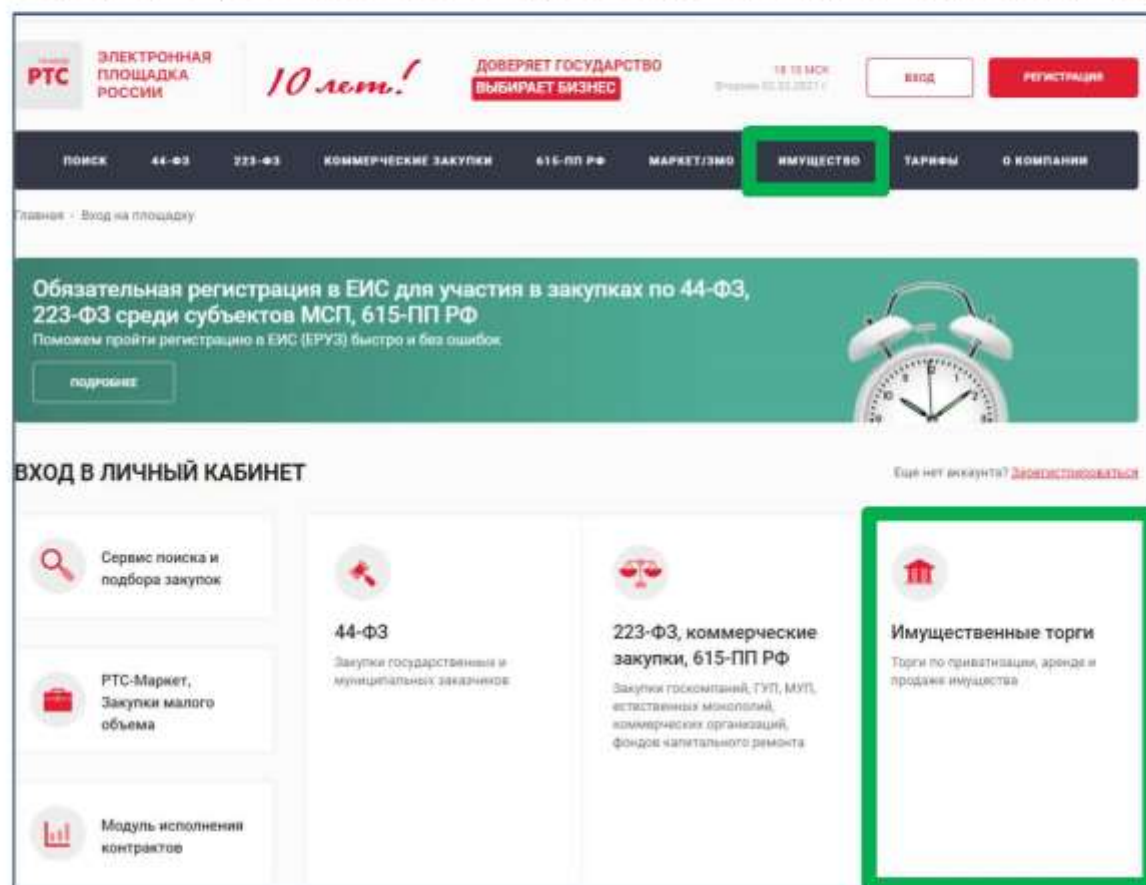 РТС
ЭЛЕКТРОННАЯ
ПЛОЩАДКА
РОССИИ
10 лет!
ДОВЕРЯЕТ ГОСУДАРСТВО
ВЫБИРАЕТ БИЗНЕС
ВХОД
РЕГИСТРАЦИЯ
ПОИСК 44-ФЗ 223-ФЗ КОММЕРЧЕСКИЕ ЗАКУПКИ 615-ПП РФ МАРКЕТ/ЗМО ИМУЩЕСТВО ТАРИФЫ О КОМПАНИИ
Главная - Вход на площадку
Обязательная регистрация в ЕИС для участия в закупках по 44-ФЗ,
223-ФЗ среди субъектов МСП, 615-ПП РФ
Поможем пройти регистрацию в ЕИС (ЕРУЗ) быстро и без ошибок
ПОДРОБНЕЕ
ВХОД В ЛИЧНЫЙ КАБИНЕТ
Еще нет аккаунта? Зарегистрироваться
Сервис поиска и
подбора закупок
РТС-Маркет,
Закупки малого
объема
Модуль исполнения
контрактов
44-ФЗ
Закупки государственных и
муниципальных заказчиков
223-ФЗ, коммерческие
закупки, 615-ПП РФ
Закупки госкомпаний, ГУП, МУП,
естественных монополий,
коммерческих организаций,
фондов капитального ремонта
Имущественные торги
Торги по приватизации, аренде и
продаже имущества